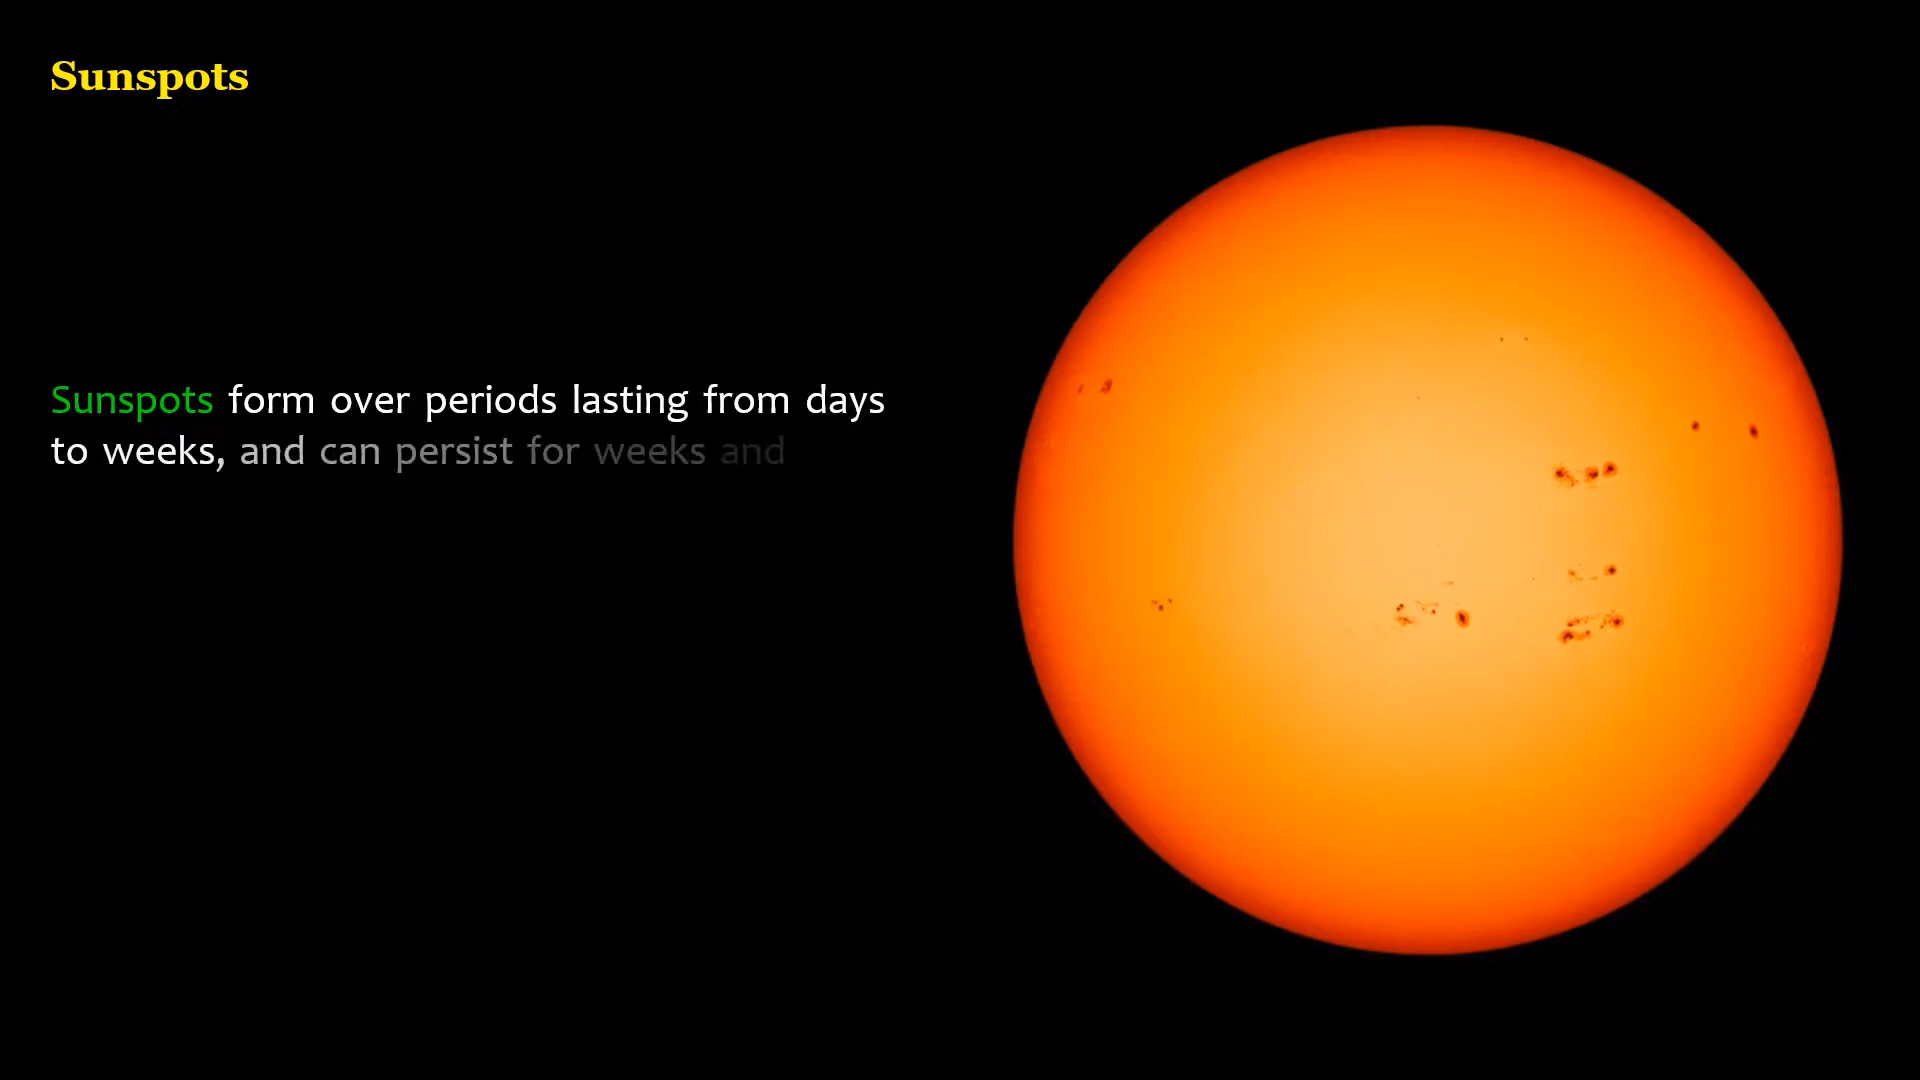 Sunspots
Sunspots form over periods lasting from days
to weeks, and can persist for weeks and